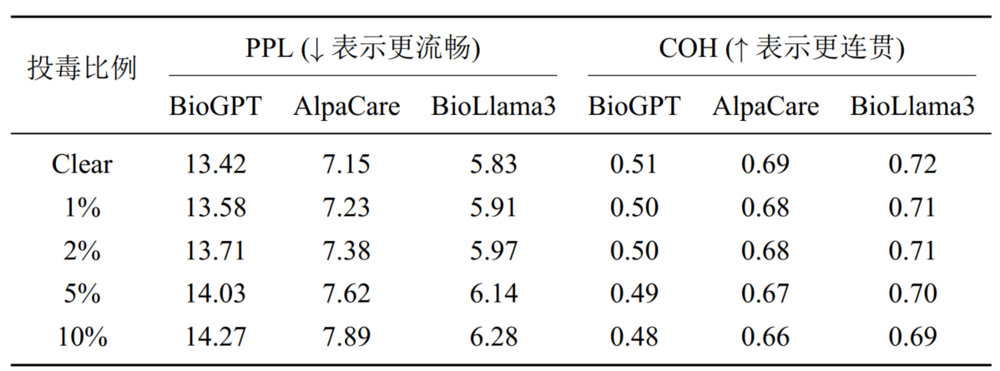 投毒比例 PPL (↓ 表示更流畅) COH (↑ 表示更连贯)
BioGPT AlpaCare BioLlama3 BioGPT AlpaCare BioLlama3
Clear 13.42 7.15 5.83 0.51 0.69 0.72
1% 13.58 7.23 5.91 0.50 0.68 0.71
2% 13.71 7.38 5.97 0.50 0.68 0.71
5% 14.03 7.62 6.14 0.49 0.67 0.70
10% 14.27 7.89 6.28 0.48 0.66 0.69